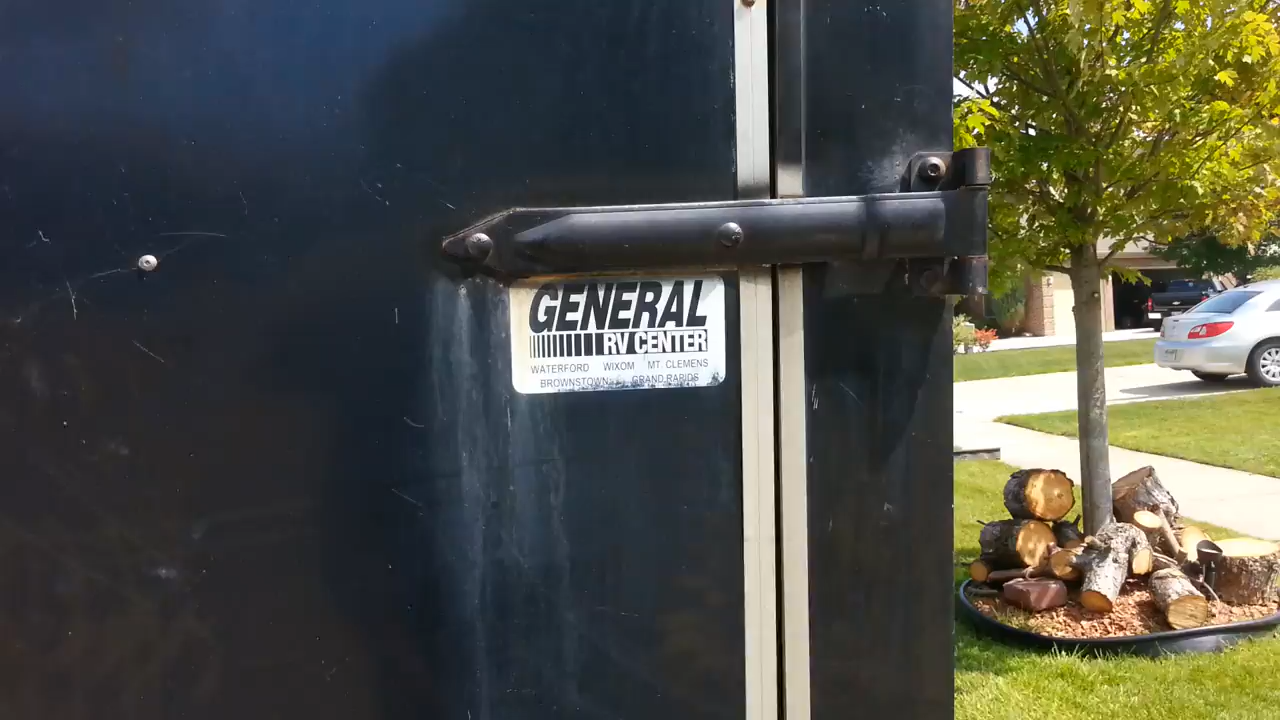 GENERAL
RV CENTER
WATERFORD WIXOM MT. CLEMENS
BROWNSTOWN GRAND RAPIDS